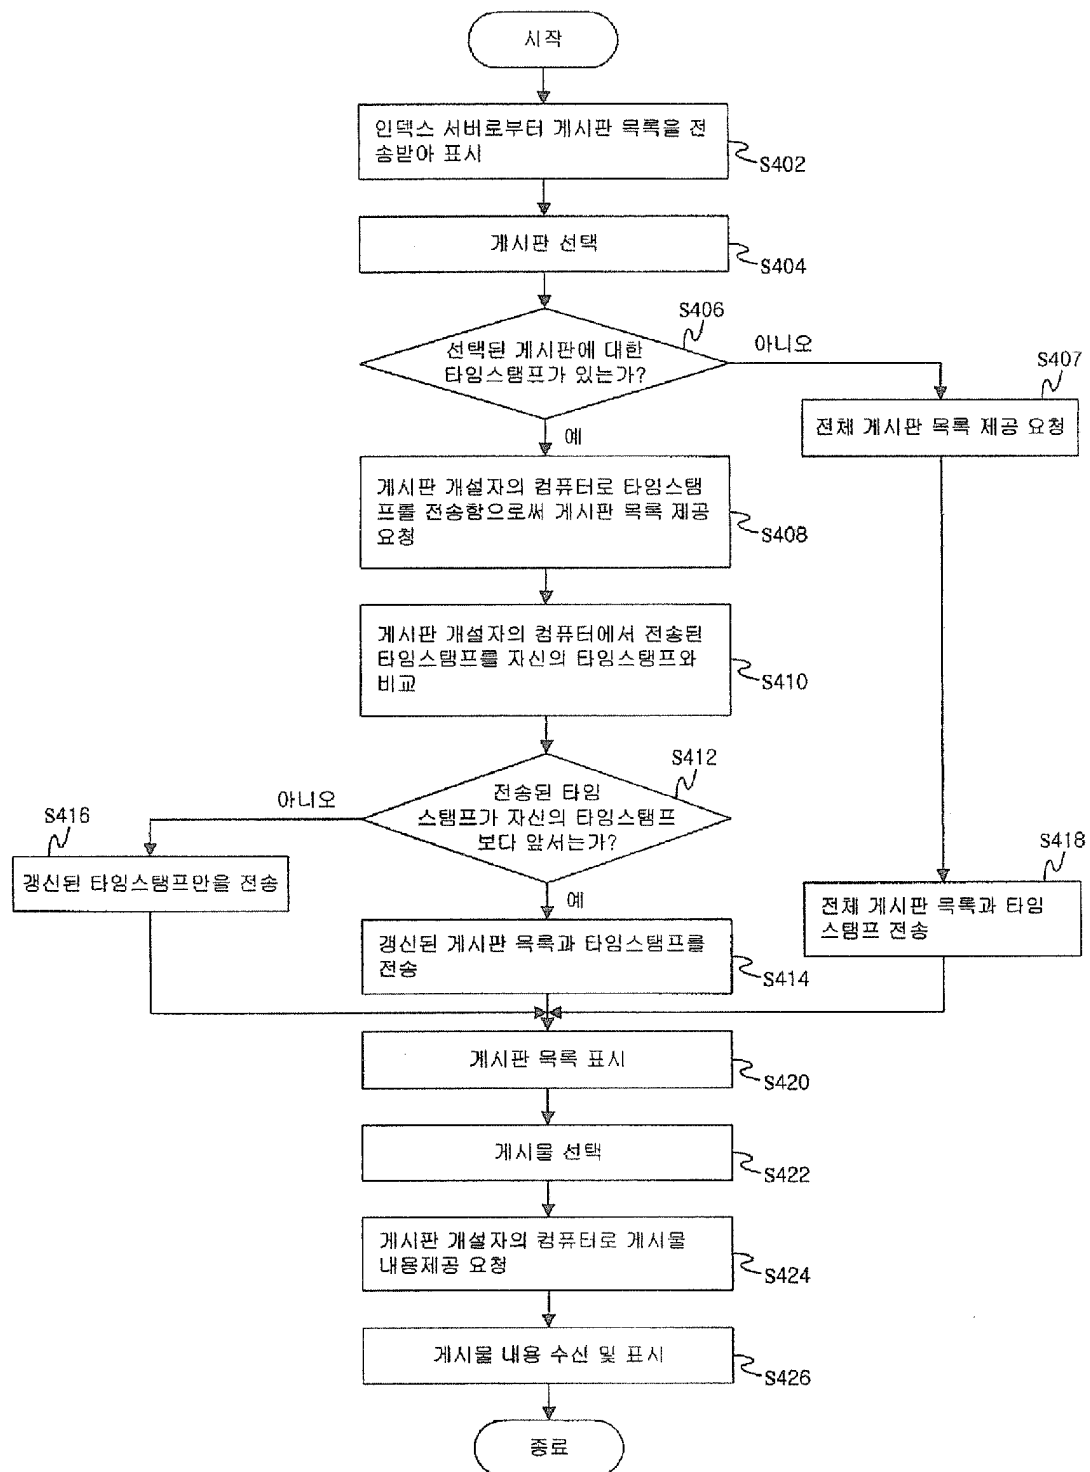 시작
인덱스 서버로부터 게시판 목록을 전
송받아 표시
S402
게시판 선택
S404
S406
선택된 게시판에 대한
타임스탬프가 있는가?
아니오
예
S407
전체 게시판 목록 제공 요청
게시판 개설자의 컴퓨터로 타임스탬
프를 전송함으로써 게시판 목록 제공
요청
S408
게시판 개설자의 컴퓨터에서 전송된
타임스탬프를 자신의 타임스탬프와
비교
S410
S412
전송된 타임
스탬프가 자신의 타임스탬프
보다 앞서는가?
아니오
예
S416
갱신된 타임스탬프만을 전송
S418
전체 게시판 목록과 타임
스탬프 전송
갱신된 게시판 목록과 타임스탬프를
전송
S414
게시판 목록 표시
S420
게시물 선택
S422
게시판 개설자의 컴퓨터로 게시물
내용제공 요청
S424
게시물 내용 수신 및 표시
S426
종료